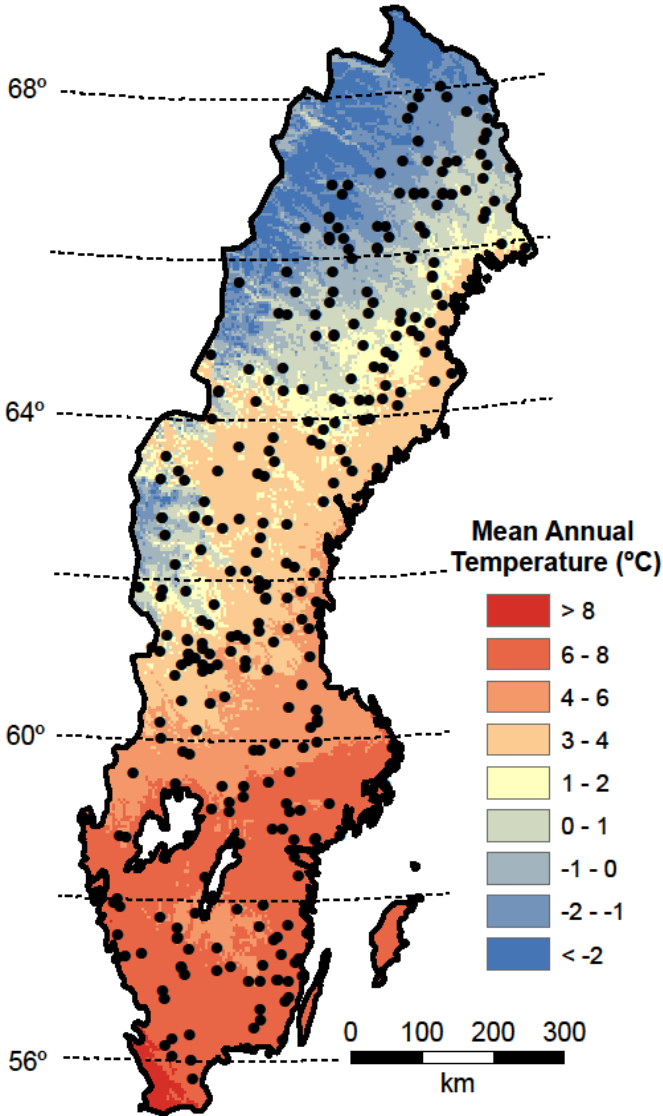 68º
64º
Mean Annual
Temperature (ºC)
> 8
6 - 8
4 - 6
3 - 4
1 - 2
0 - 1
-1 - 0
-2 - -1
< -2
60º
56º
0 100 200 300
km